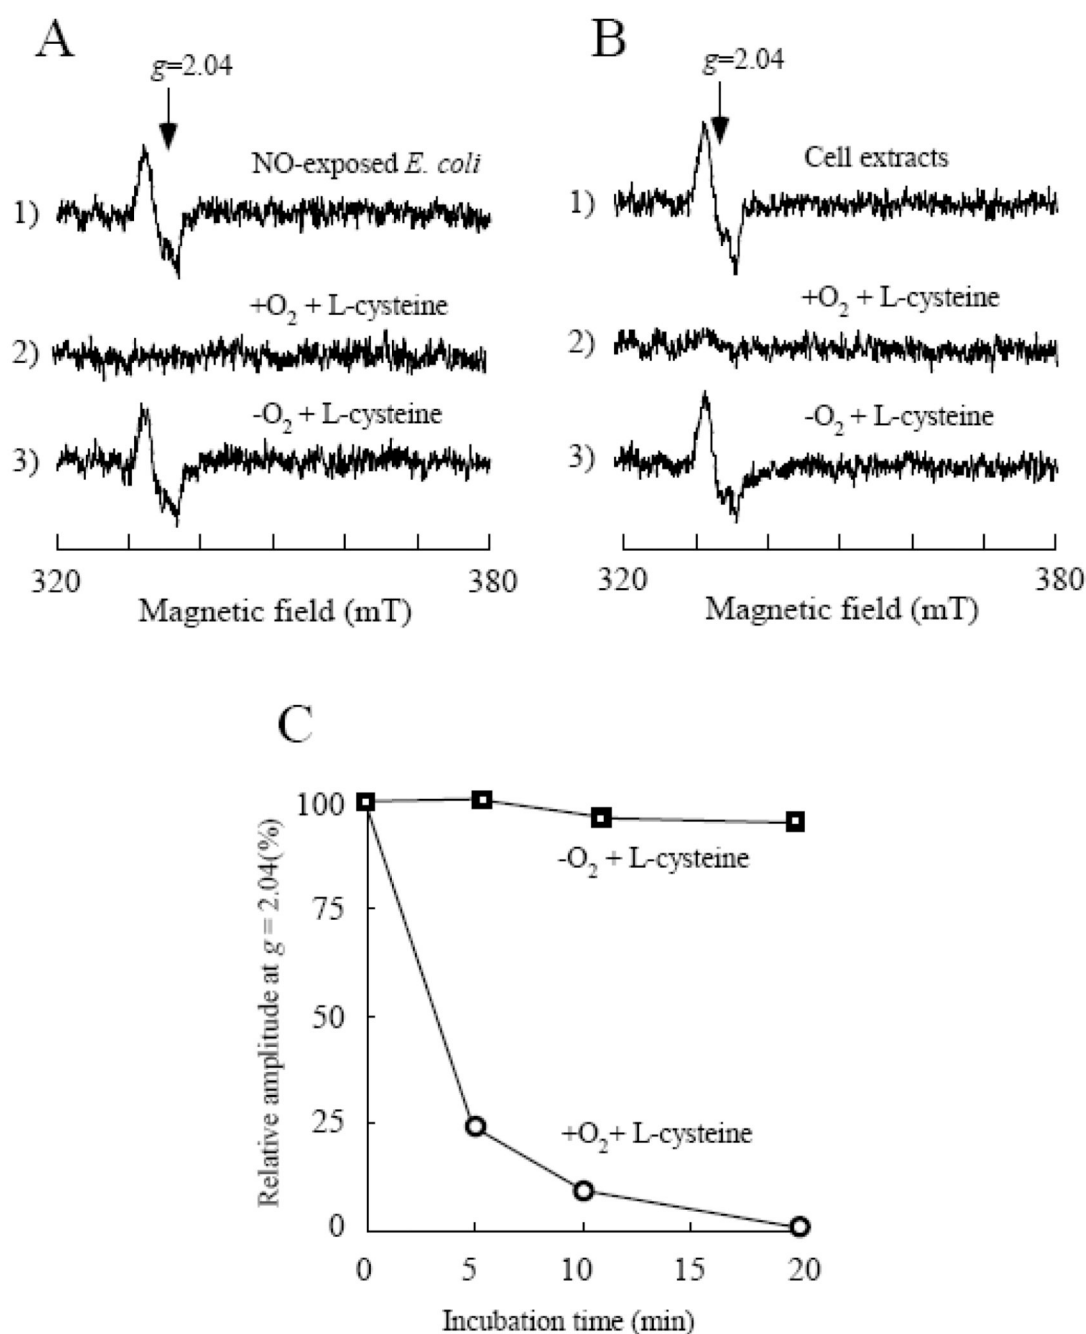 A
g=2.04
NO-exposed E. coli
1)
+O2 + L-cysteine
2)
-O2 + L-cysteine
3)
320 380
Magnetic field (mT)
B
g=2.04
Cell extracts
1)
+O2 + L-cysteine
2)
-O2 + L-cysteine
3)
320 380
Magnetic field (mT)
C
Relative amplitude at g = 2.04(%)
100
75
50
25
0
-O2 + L-cysteine
+O2+ L-cysteine
0 5 10 15 20
Incubation time (min)